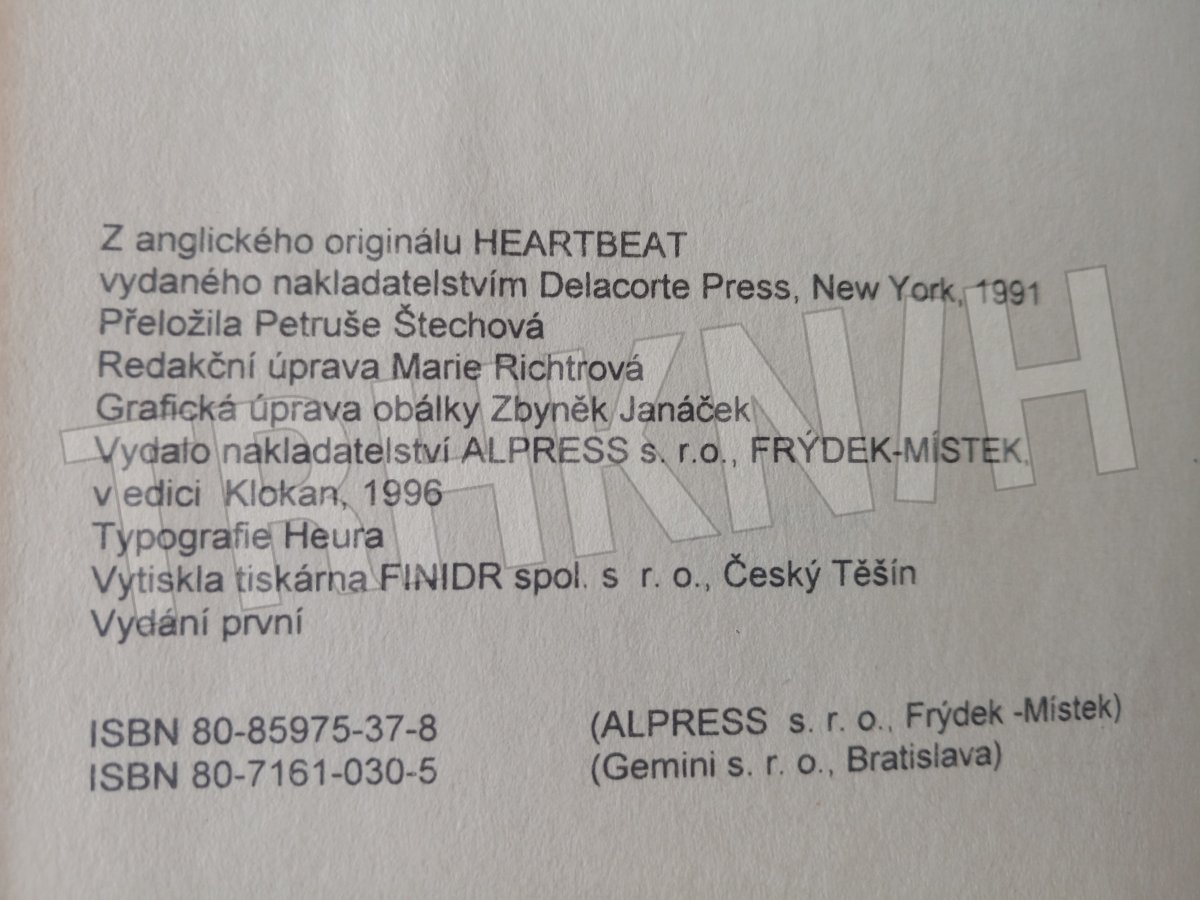 Z anglického originálu HEARTBEAT
vydaného nakladatelstvím Delacorte Press, New York, 1991
Přeložila Petruše Štechová
Redakční úprava Marie Richtrová
Grafická úprava obálky Zbyněk Janáček
Vydalo nakladatelství ALPRESS s. r.o., FRÝDEK-MÍSTEK,
v edici Klokan, 1996
Typografie Heura
Vytiskla tiskárna FINIDR spol. s r. o., Český Těšín
Vydání první
ISBN 80-85975-37-8 (ALPRESS s. r. o., Frýdek -Místek)
ISBN 80-7161-030-5 (Gemini s. r. o., Bratislava)
TRHKNIH